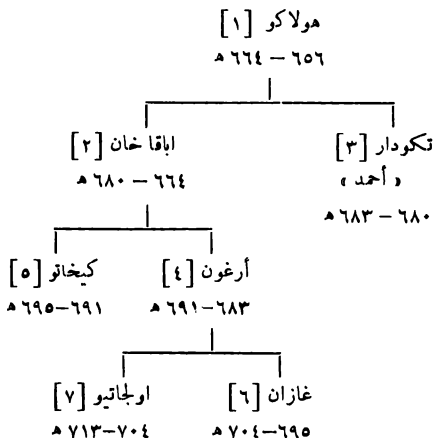 هولاكو [١]
٦٥٦ – ٦٦٤ هـ
تكودار [٣]
« أحمد »
٦٨٠ – ٦٨٣ هـ
اباقا خان [٢]
٦٦٤ – ٦٨٠ هـ
أرغون [٤]
٦٨٣–٦٩١ هـ
كيخاتو [٥]
٦٩١–٦٩٥ هـ
غازان [٦]
٦٩٥–٧٠٤ هـ
اولجاتيو [٧]
٧٠٤–٧١٣ هـ